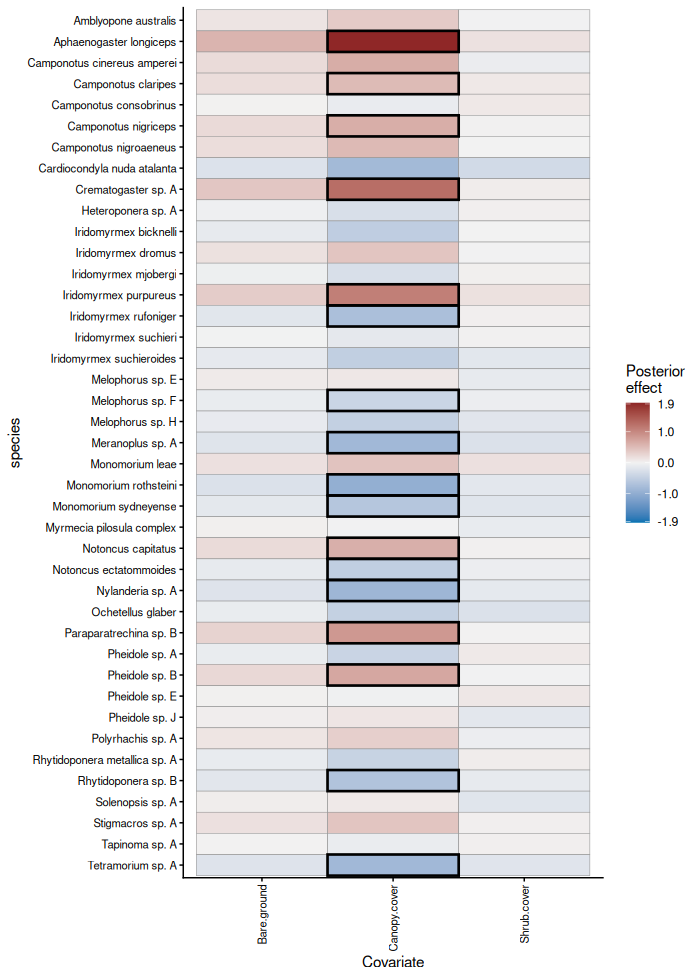 Amblyopone australis
Aphaenogaster longiceps
Camponotus cinereus amperei
Camponotus claripes
Camponotus consobrinus
Camponotus nigriceps
Camponotus nigroaeneus
Cardiocondyla nuda atalanta
Crematogaster sp. A
Heteroponera sp. A
Iridomyrmex bicknelli
Iridomyrmex dromus
Iridomyrmex mjobergi
Iridomyrmex purpureus
Iridomyrmex rufoniger
Iridomyrmex suchieri
Iridomyrmex suchieroides
Melophorus sp. E
Melophorus sp. F
Melophorus sp. H
Meranoplus sp. A
Monomorium leae
Monomorium rothsteini
Monomorium sydneyense
Myrmecia pilosula complex
Notoncus capitatus
Notoncus ectatommoides
Nylanderia sp. A
Ochetellus glaber
Paraparatrechina sp. B
Pheidole sp. A
Pheidole sp. B
Pheidole sp. E
Pheidole sp. J
Polyrhachis sp. A
Rhytidoponera metallica sp. A
Rhytidoponera sp. B
Solenopsis sp. A
Stigmacros sp. A
Tapinoma sp. A
Tetramorium sp. A
species
Bare.ground
Canopy.cover
Shrub.cover
Covariate
Posterior
effect
1.9
1.0
0.0
-1.0
-1.9